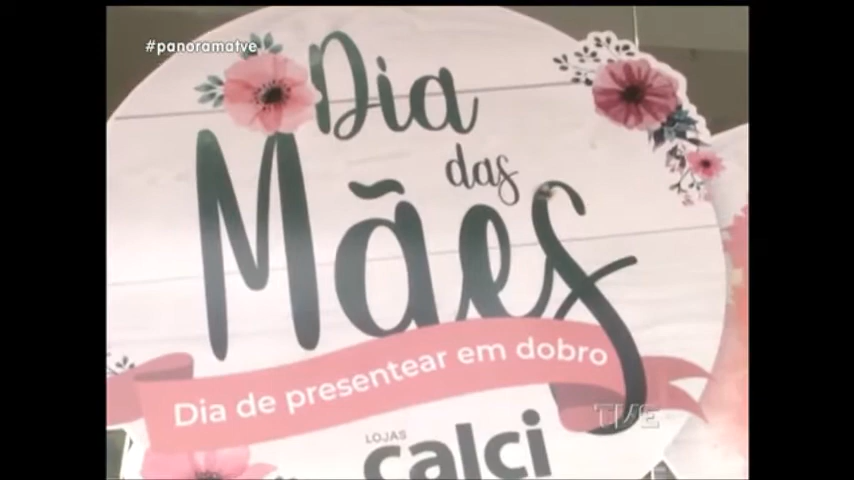 #panoramatve
Dia
das
Mães
Dia de presentear em dobro
LOJAS
calci
TVE